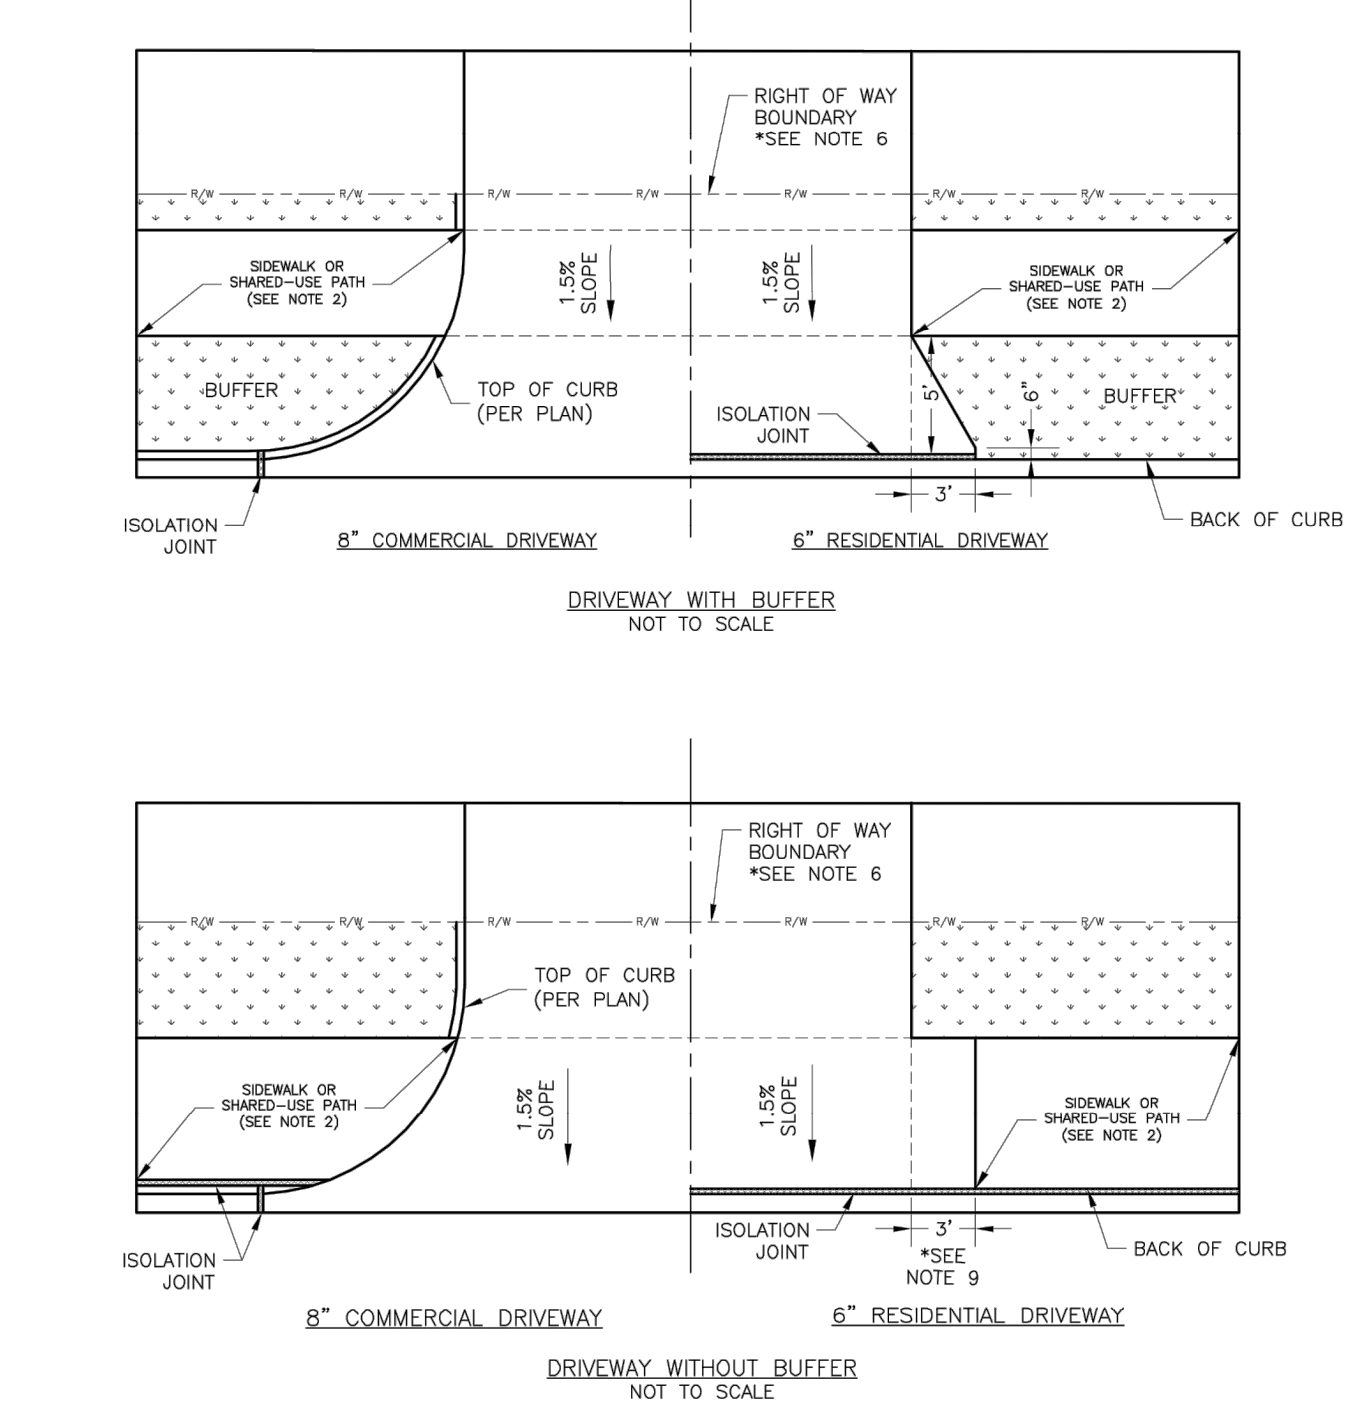 RIGHT OF WAY
BOUNDARY
*SEE NOTE 6
R/W R/W R/W R/W R/W R/W R/W
SIDEWALK OR
SHARED-USE PATH
(SEE NOTE 2)
1.5%
SLOPE
1.5%
SLOPE
SIDEWALK OR
SHARED-USE PATH
(SEE NOTE 2)
BUFFER
TOP OF CURB
(PER PLAN)
ISOLATION
JOINT
5'
6"
BUFFER
3'
ISOLATION
JOINT
BACK OF CURB
8" COMMERCIAL DRIVEWAY
6" RESIDENTIAL DRIVEWAY
DRIVEWAY WITH BUFFER
NOT TO SCALE
RIGHT OF WAY
BOUNDARY
*SEE NOTE 6
R/W R/W R/W R/W R/W R/W R/W
TOP OF CURB
(PER PLAN)
SIDEWALK OR
SHARED-USE PATH
(SEE NOTE 2)
1.5%
SLOPE
1.5%
SLOPE
SIDEWALK OR
SHARED-USE PATH
(SEE NOTE 2)
ISOLATION
JOINT
ISOLATION
JOINT
3'
*SEE
NOTE 9
BACK OF CURB
8" COMMERCIAL DRIVEWAY
6" RESIDENTIAL DRIVEWAY
DRIVEWAY WITHOUT BUFFER
NOT TO SCALE